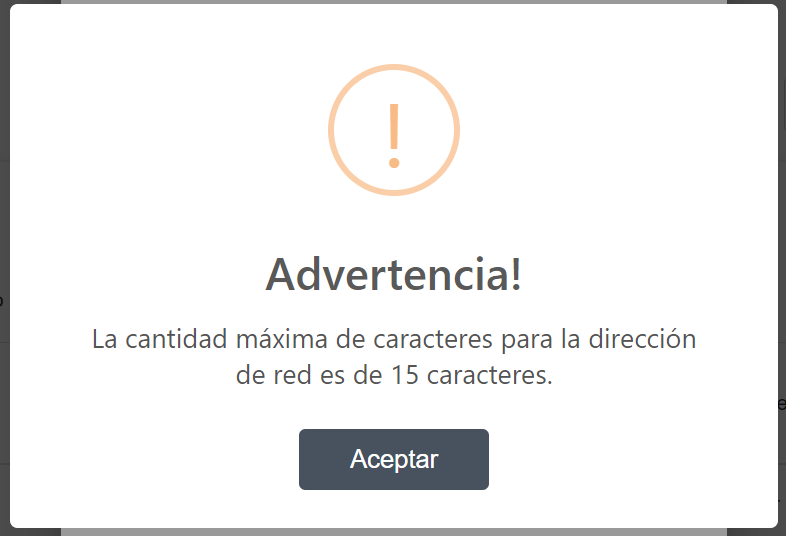 Advertencia!
La cantidad máxima de caracteres para la dirección
de red es de 15 caracteres.
Aceptar